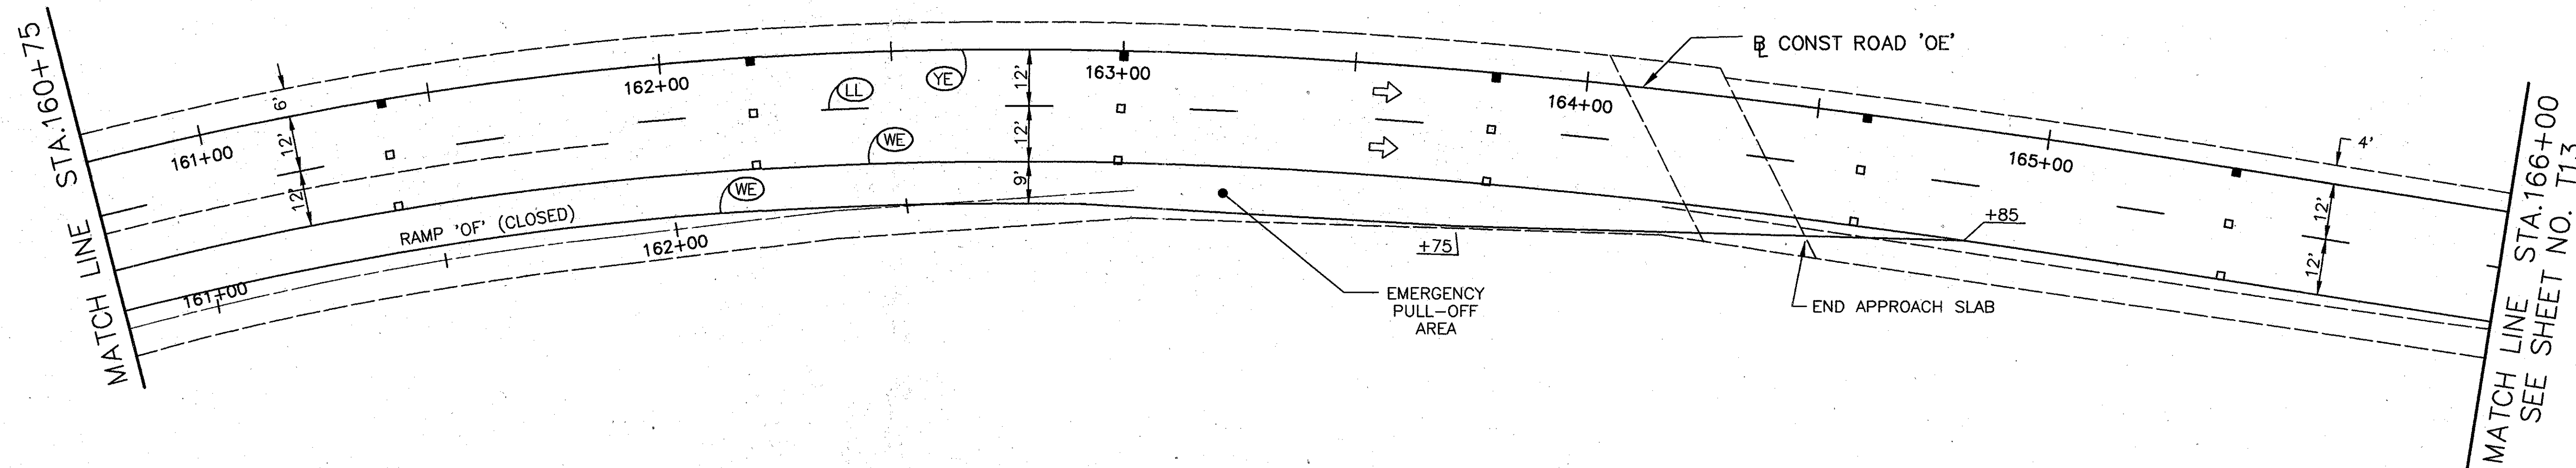 MATCH LINE STA.160+75
6'
12'
12'
161+00
162+00
LL
YE
WE
WE
12'
12'
9'
163+00
164+00
℄ CONST ROAD 'OE'
165+00
4'
12'
12'
RAMP 'OF' (CLOSED)
161+00
162+00
+75
+85
EMERGENCY
PULL-OFF
AREA
END APPROACH SLAB
MATCH LINE STA.166+00
SEE SHEET NO. T13